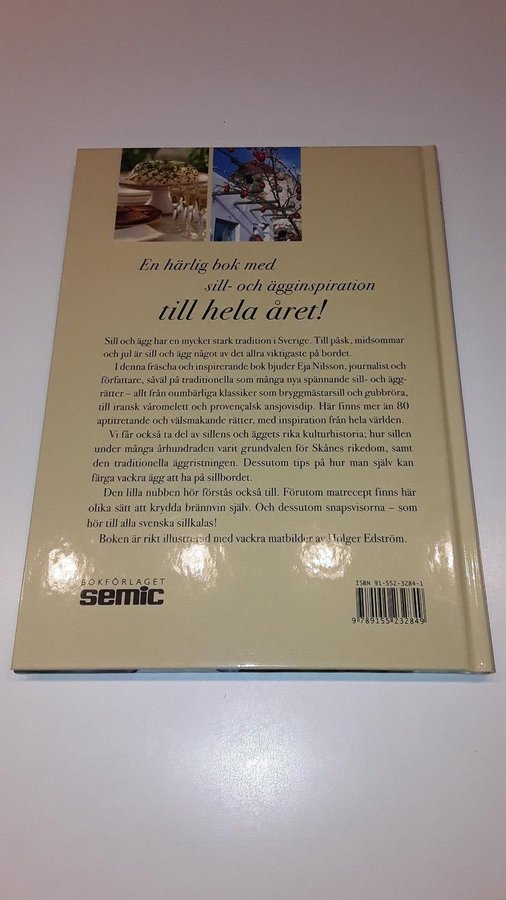 En härlig bok med
sill- och ägginspiration
till hela året!
Sill och ägg har en mycket stark tradition i Sverige. Till påsk, midsommar
och jul är sill och ägg något av det allra viktigaste på bordet.
I denna fräscha och inspirerande bok bjuder Eja Nilsson, journalist och
författare, såväl på traditionella som många nya spännande sill- och ägg-
rätter – allt från oumbärliga klassiker som bryggmästarsill och gubbröra,
till iransk våromelett och provençalsk ansjovisdip. Här finns mer än 80
aptitretande och välsmakande rätter, med inspiration från hela världen.
Vi får också ta del av sillens och äggets rika kulturhistoria; hur sillen
under många århundraden varit grundvalen för Skånes rikedom, samt
den traditionella äggristningen. Dessutom tips på hur man själv kan
färga vackra ägg att ha på sillbordet.
Den lilla nubben hör förstås också till. Förutom matrecept finns här
olika sätt att krydda brännvin själv. Och dessutom snapsvisorna – som
hör till alla svenska sillkalas!
Boken är rikt illustrerad med vackra matbilder av Holger Edström.
BOKFÖRLAGET
semic
ISBN 91-552-3284-1
9 789155 232849